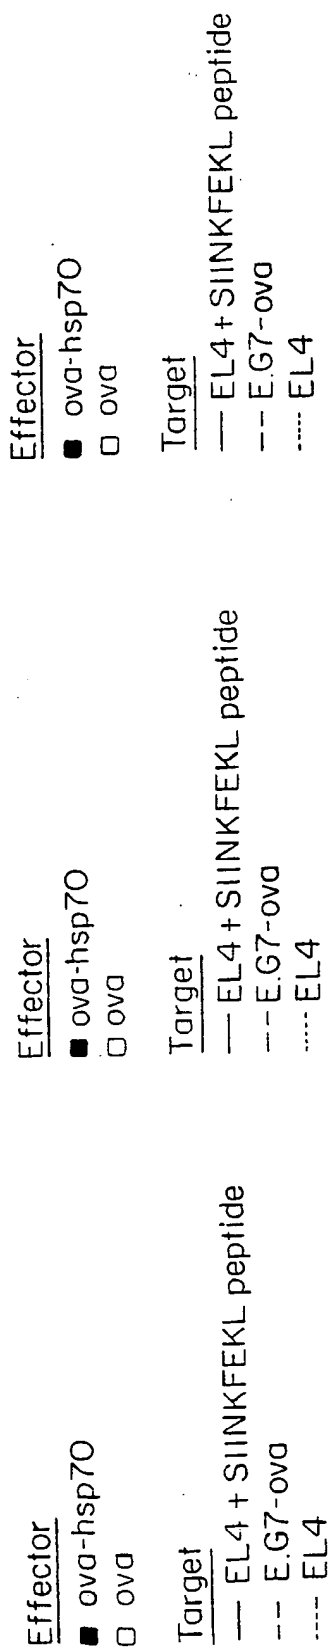 Effector
■ ova-hsp70
□ ova
Target
— EL4 + SIINKFEKL peptide
-- E.G7-ova
----- EL4
Effector
■ ova-hsp70
□ ova
Target
— EL4 + SIINKFEKL peptide
-- E.G7-ova
----- EL4
Effector
■ ova-hsp70
□ ova
Target
— EL4+SIINKFEKL peptide
-- E.G7-ova
----- EL4